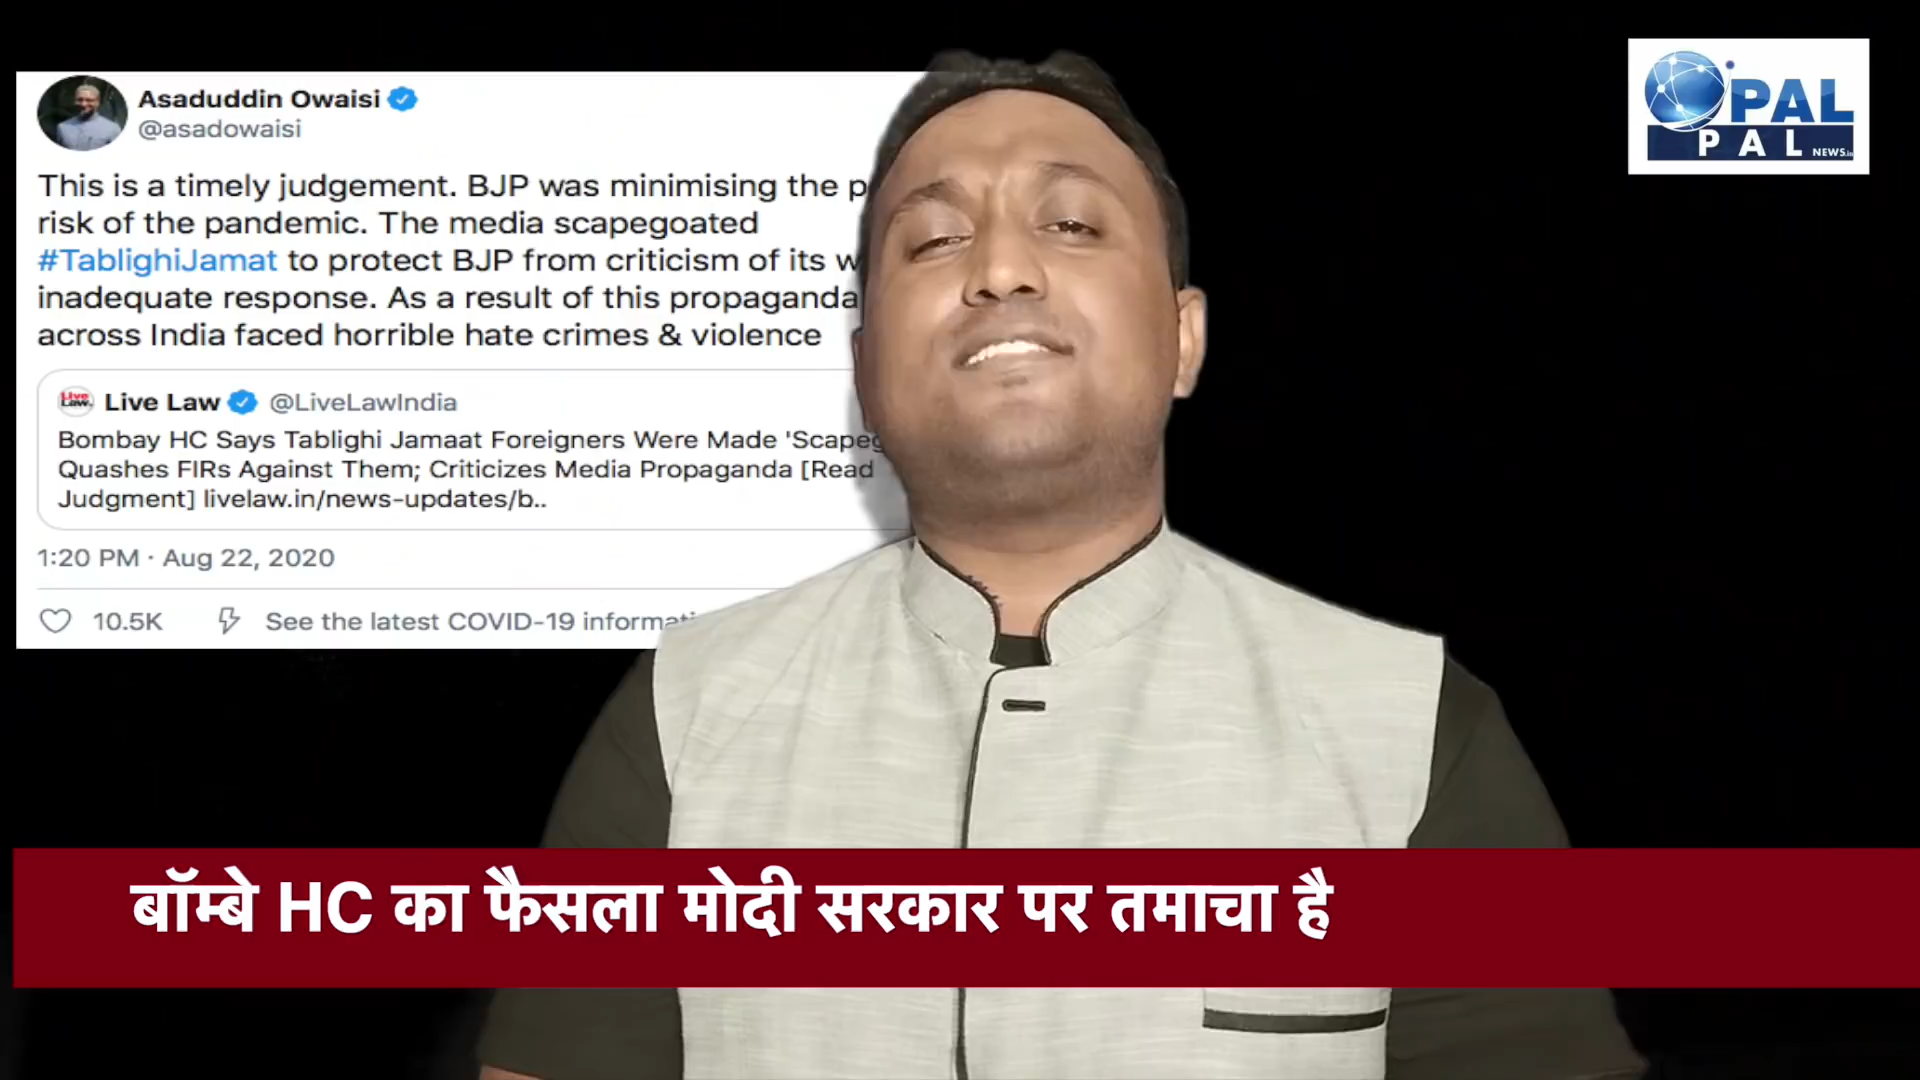 Asaduddin Owaisi
@asadowaisi
This is a timely judgement. BJP was minimising the
risk of the pandemic. The media scapegoated
#TablighiJamat to protect BJP from criticism of its
inadequate response. As a result of this propaganda
across India faced horrible hate crimes & violence
Live Law.
Live Law @LiveLawIndia
Bombay HC Says Tablighi Jamaat Foreigners Were Made
Quashes FIRs Against Them; Criticizes Media Propaganda [Read
Judgment] livelaw.in/news-updates/b..
1:20 PM · Aug 22, 2020
10.5K See the latest COVID-19
PAL
PAL NEWS.in
बॉम्बे HC का फैसला मोदी सरकार पर तमाचा है